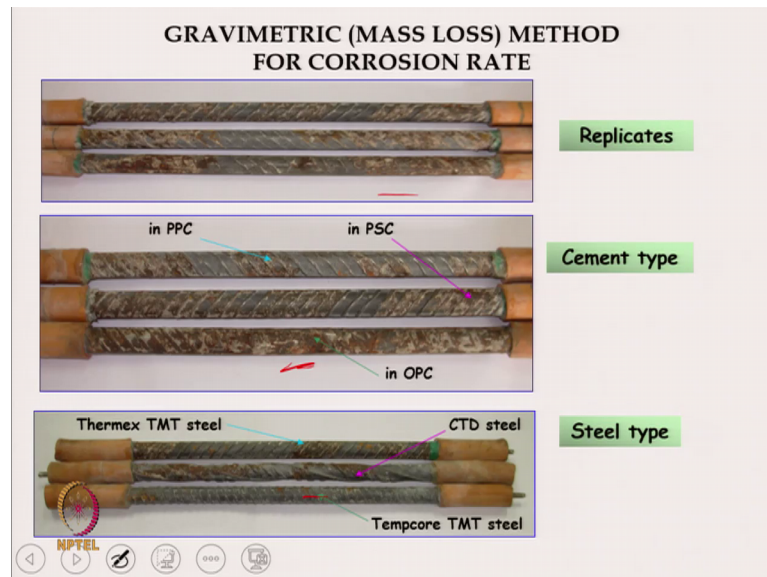 GRAVIMETRIC (MASS LOSS) METHOD
FOR CORROSION RATE
Replicates
in PPC
in PSC
Cement type
in OPC
Thermex TMT steel
CTD steel
Steel type
Tempcore TMT steel
NPTEL